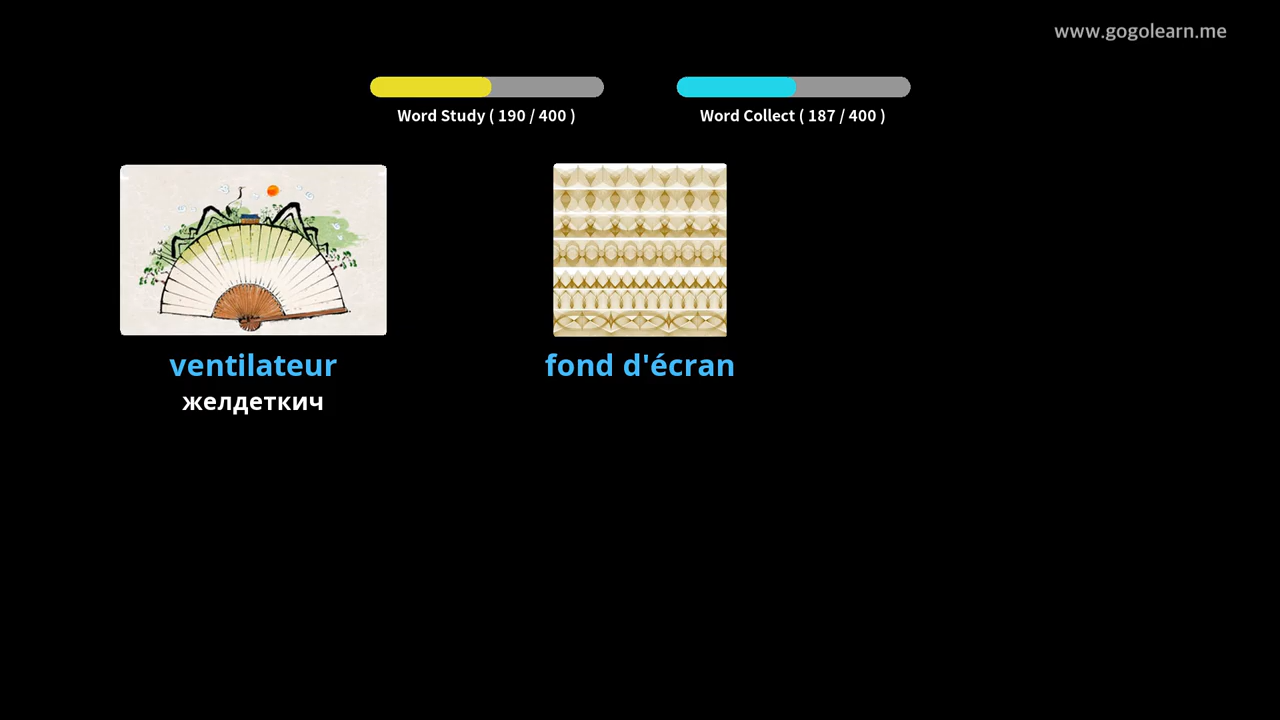 www.gogolearn.me
Word Study ( 190 / 400 )
Word Collect ( 187 / 400 )
ventilateur
желдеткич
fond d'écran